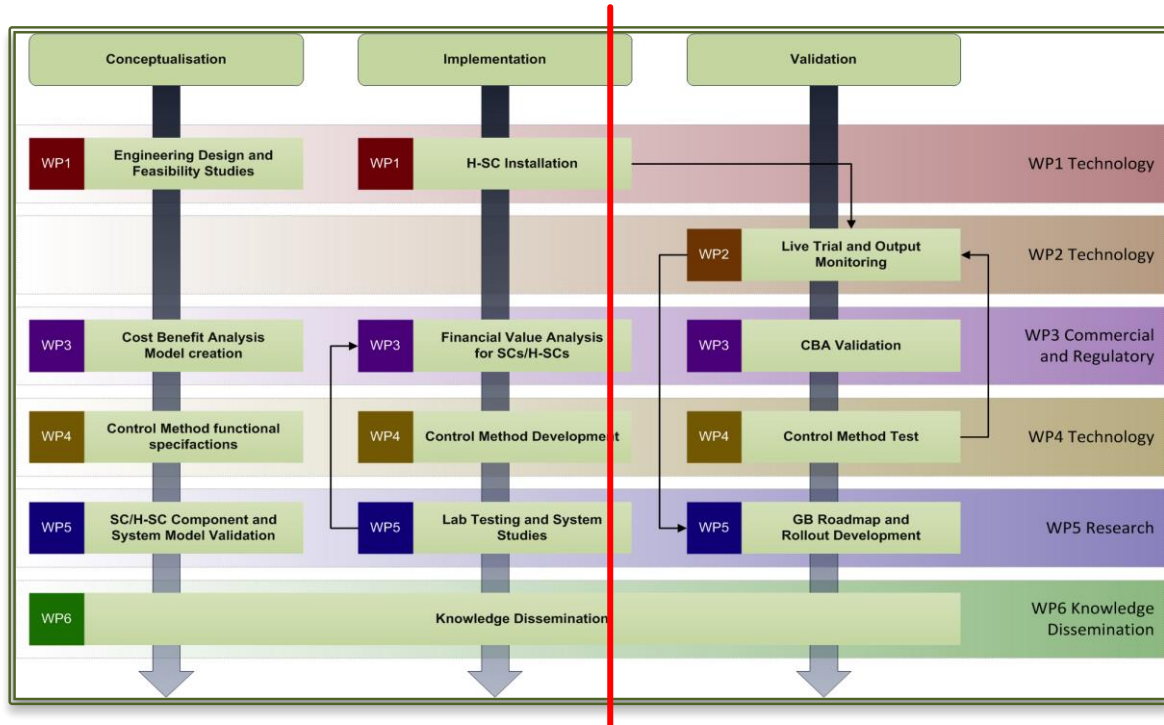 Conceptualisation
Implementation
Validation
WP1
Engineering Design and
Feasibility Studies
WP1
H-SC Installation
WP1 Technology
WP2
Live Trial and Output
Monitoring
WP2 Technology
WP3
Cost Benefit Analysis
Model creation
WP3
Financial Value Analysis
for SCs/H-SCs
WP3
CBA Validation
WP3 Commercial
and Regulatory
WP4
Control Method functional
specifactions
WP4
Control Method Development
WP4
Control Method Test
WP4 Technology
WP5
SC/H-SC Component and
System Model Validation
WP5
Lab Testing and System
Studies
WP5
GB Roadmap and
Rollout Development
WP5 Research
WP6
Knowledge Dissemination
WP6 Knowledge
Dissemination